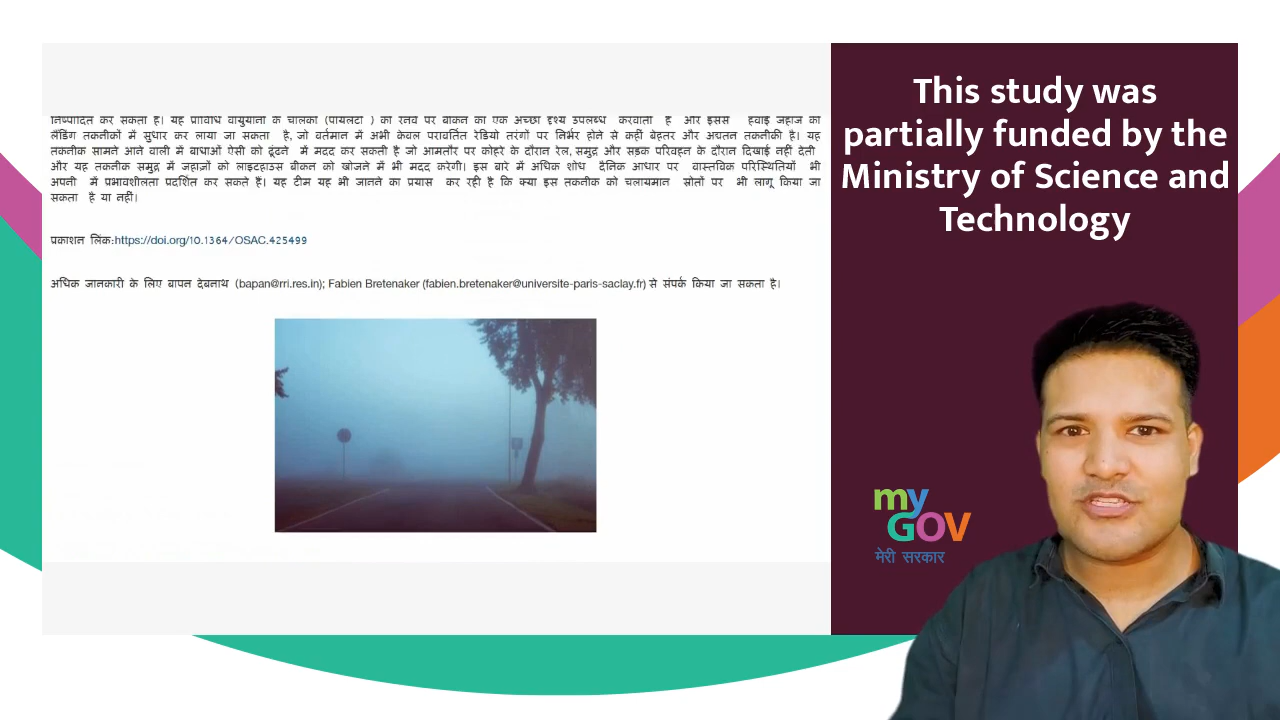 निष्पादित कर सकता है। यह प्राविधि वायुयानों के चालकों (पायलटों ) को रनवे पर बीकन का एक अच्छा दृश्य उपलब्ध करवाता है और इससे हवाई जहाज की
लैंडिंग तकनीकों में सुधार कर लाया जा सकता है, जो वर्तमान में अभी केवल परावर्तित रेडियो तरंगों पर निर्भर होने से कहीं बेहतर और अधतन तकनीकी है। यह
तकनीक सामने आने वाली में बाधाओं ऐसी को ढूंढने में मदद कर सकती है जो आमतौर पर कोहरे के दौरान रेल, समुद्र और सड़क परिवहन के दौरान दिखाई नहीं देती
और यह तकनीक समुद्र में जहाज़ों को लाइटहाउस बीकन को खोजने में भी मदद करेगी। इस बारे में अधिक शोध दैनिक आधार पर वास्तविक परिस्थितियों भी
अपनी में प्रभावशीलता प्रदर्शित कर सकते हैं। यह टीम यह भी जानने का प्रयास कर रही है कि क्या इस तकनीक को चलायमान स्रोतों पर भी लागू किया जा
सकता है या नहीं।
प्रकाशन लिंक:https://doi.org/10.1364/OSAC.425499
अधिक जानकारी के लिए बापन देबनाथ (bapan@rri.res.in); Fabien Bretenaker (fabien.bretenaker@universite-paris-saclay.fr) से संपर्क किया जा सकता है।
This study was
partially funded by the
Ministry of Science and
Technology
my
GOV
मेरी सरकार